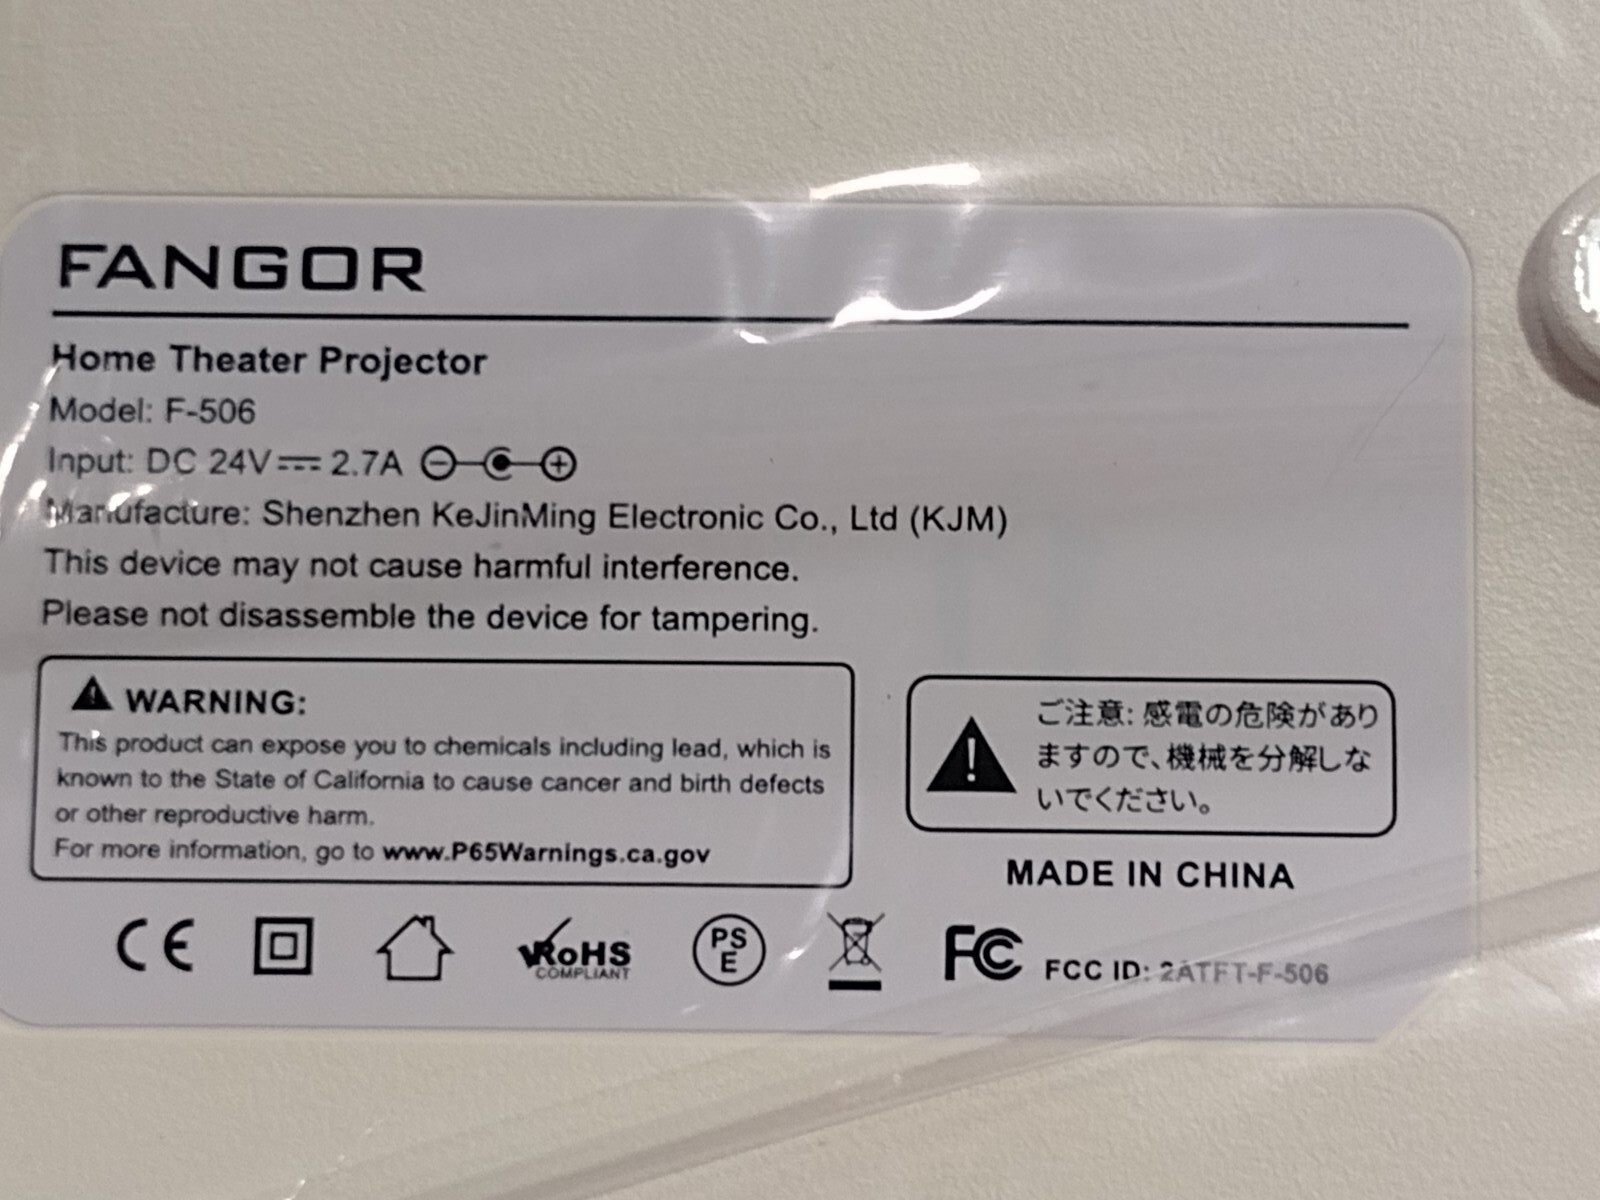 FANGOR
Home Theater Projector
Model: F-506
Input: DC 24V⎓2.7A
Manufacture: Shenzhen KeJinMing Electronic Co., Ltd (KJM)
This device may not cause harmful interference.
Please not disassemble the device for tampering.
WARNING:
This product can expose you to chemicals including lead, which is
known to the State of California to cause cancer and birth defects
or other reproductive harm.
For more information, go to www.P65Warnings.ca.gov
ご注意: 感電の危険があり
ますので、機械を分解しな
いでください。
MADE IN CHINA
CE
RoHS
COMPLIANT
PS
E
FC
FCC ID: 2ATFT-F-506